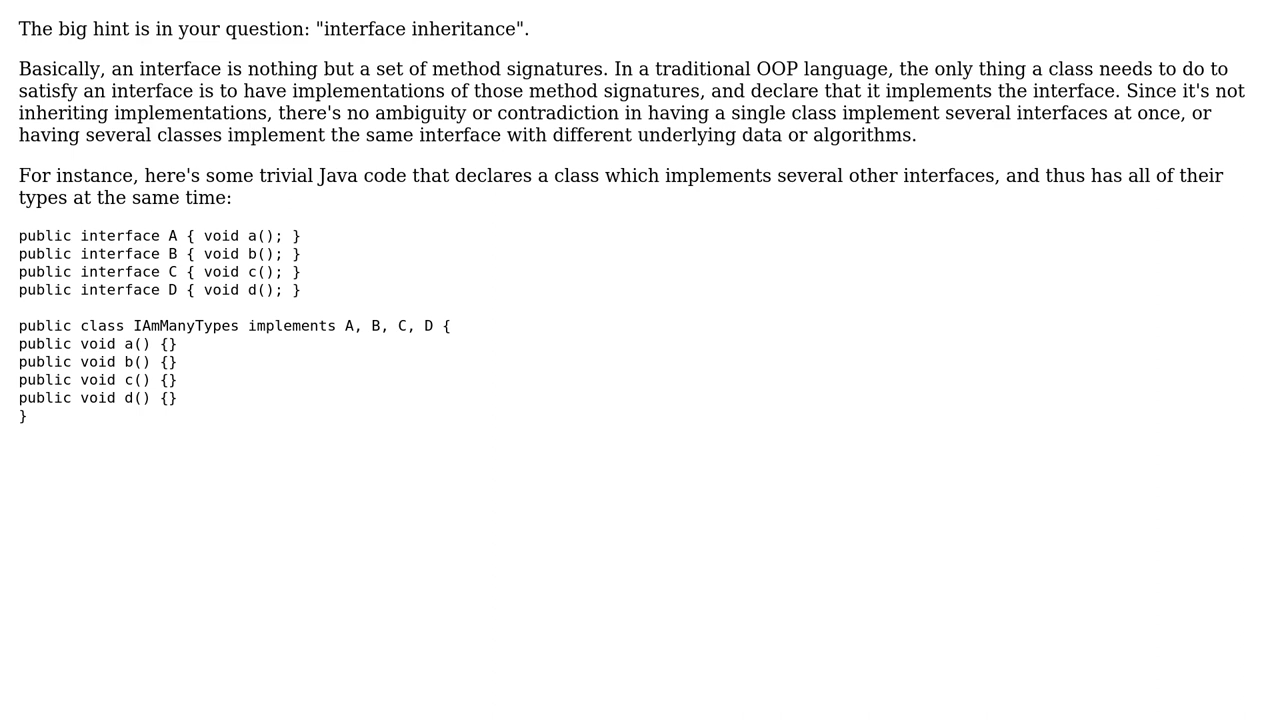 The big hint is in your question: "interface inheritance".
Basically, an interface is nothing but a set of method signatures. In a traditional OOP language, the only thing a class needs to do to
satisfy an interface is to have implementations of those method signatures, and declare that it implements the interface. Since it's not
inheriting implementations, there's no ambiguity or contradiction in having a single class implement several interfaces at once, or
having several classes implement the same interface with different underlying data or algorithms.
For instance, here's some trivial Java code that declares a class which implements several other interfaces, and thus has all of their
types at the same time:
public interface A { void a(); }
public interface B { void b(); }
public interface C { void c(); }
public interface D { void d(); }
public class IAmManyTypes implements A, B, C, D {
public void a() {}
public void b() {}
public void c() {}
public void d() {}
}